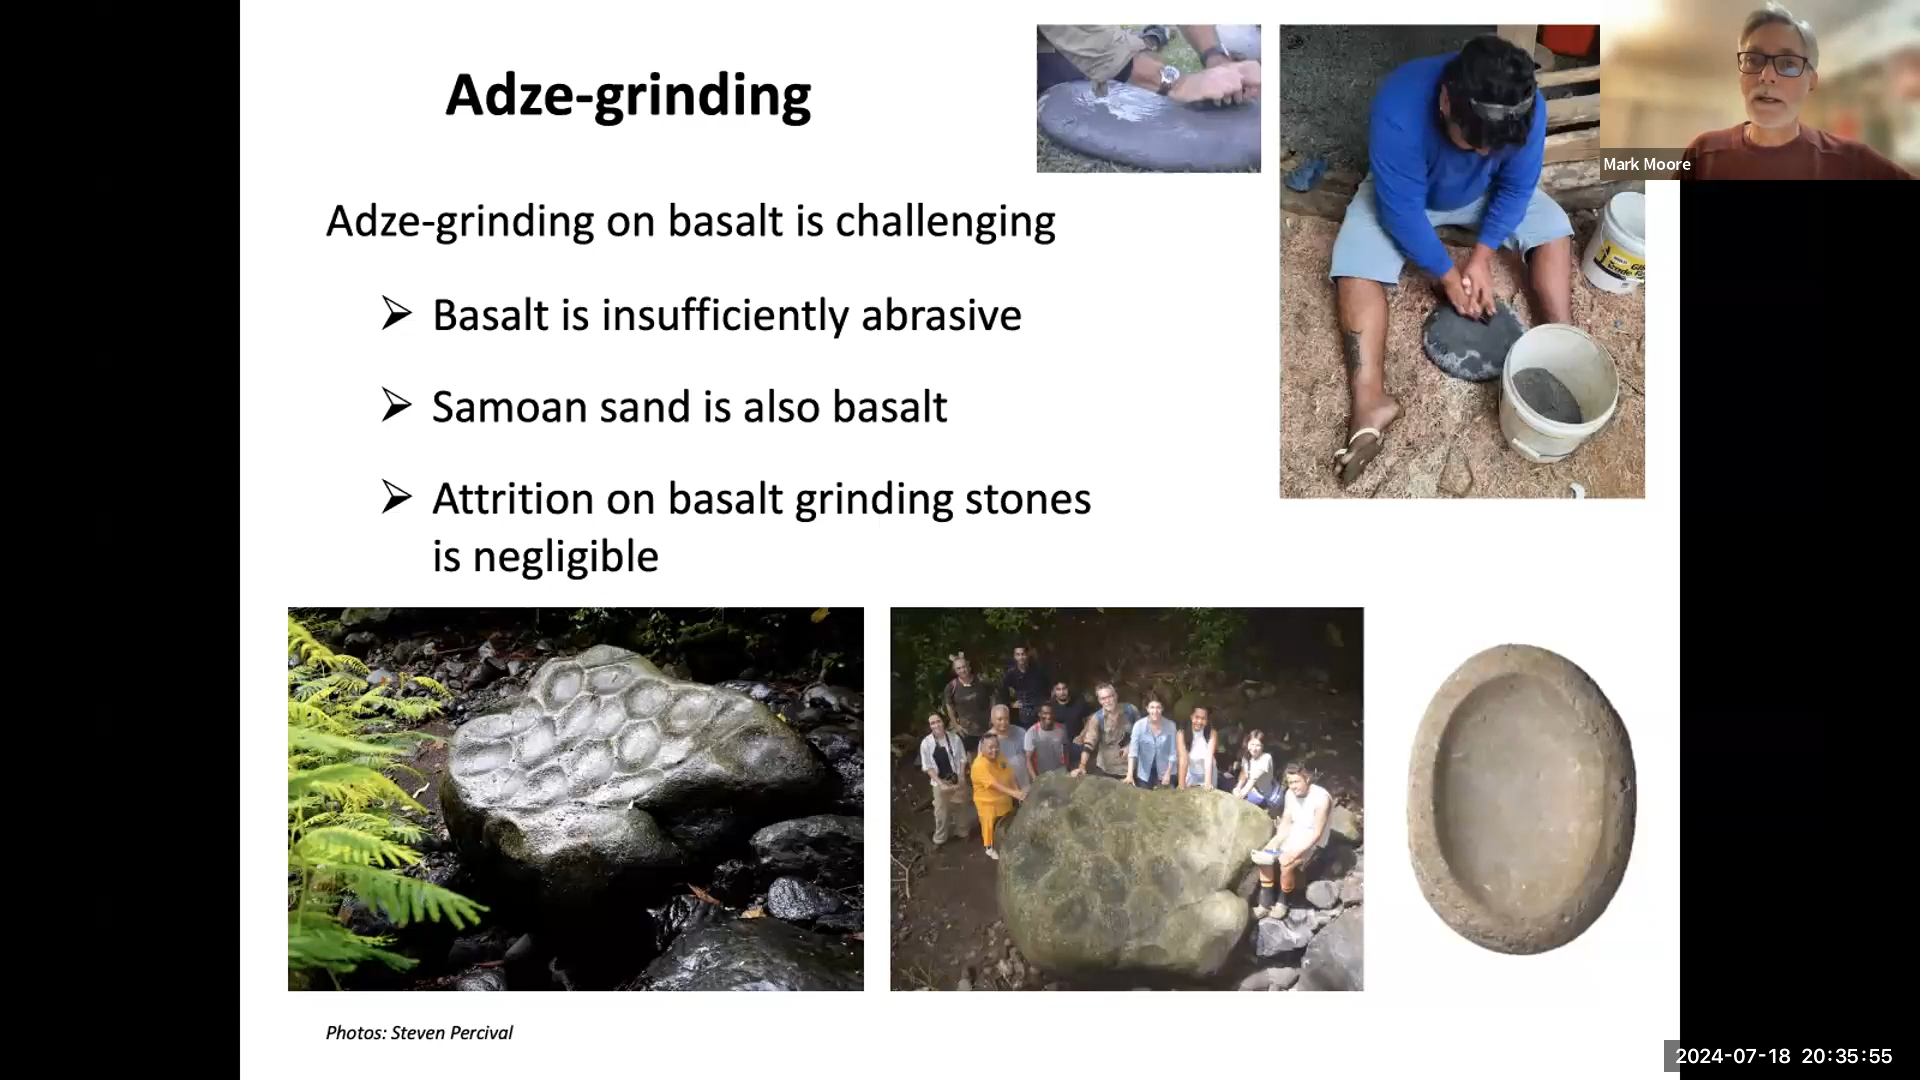 Adze-grinding
Mark Moore
Adze-grinding on basalt is challenging
➢ Basalt is insufficiently abrasive
➢ Samoan sand is also basalt
➢ Attrition on basalt grinding stones
is negligible
Photos: Steven Percival
2024-07-18 20:35:55